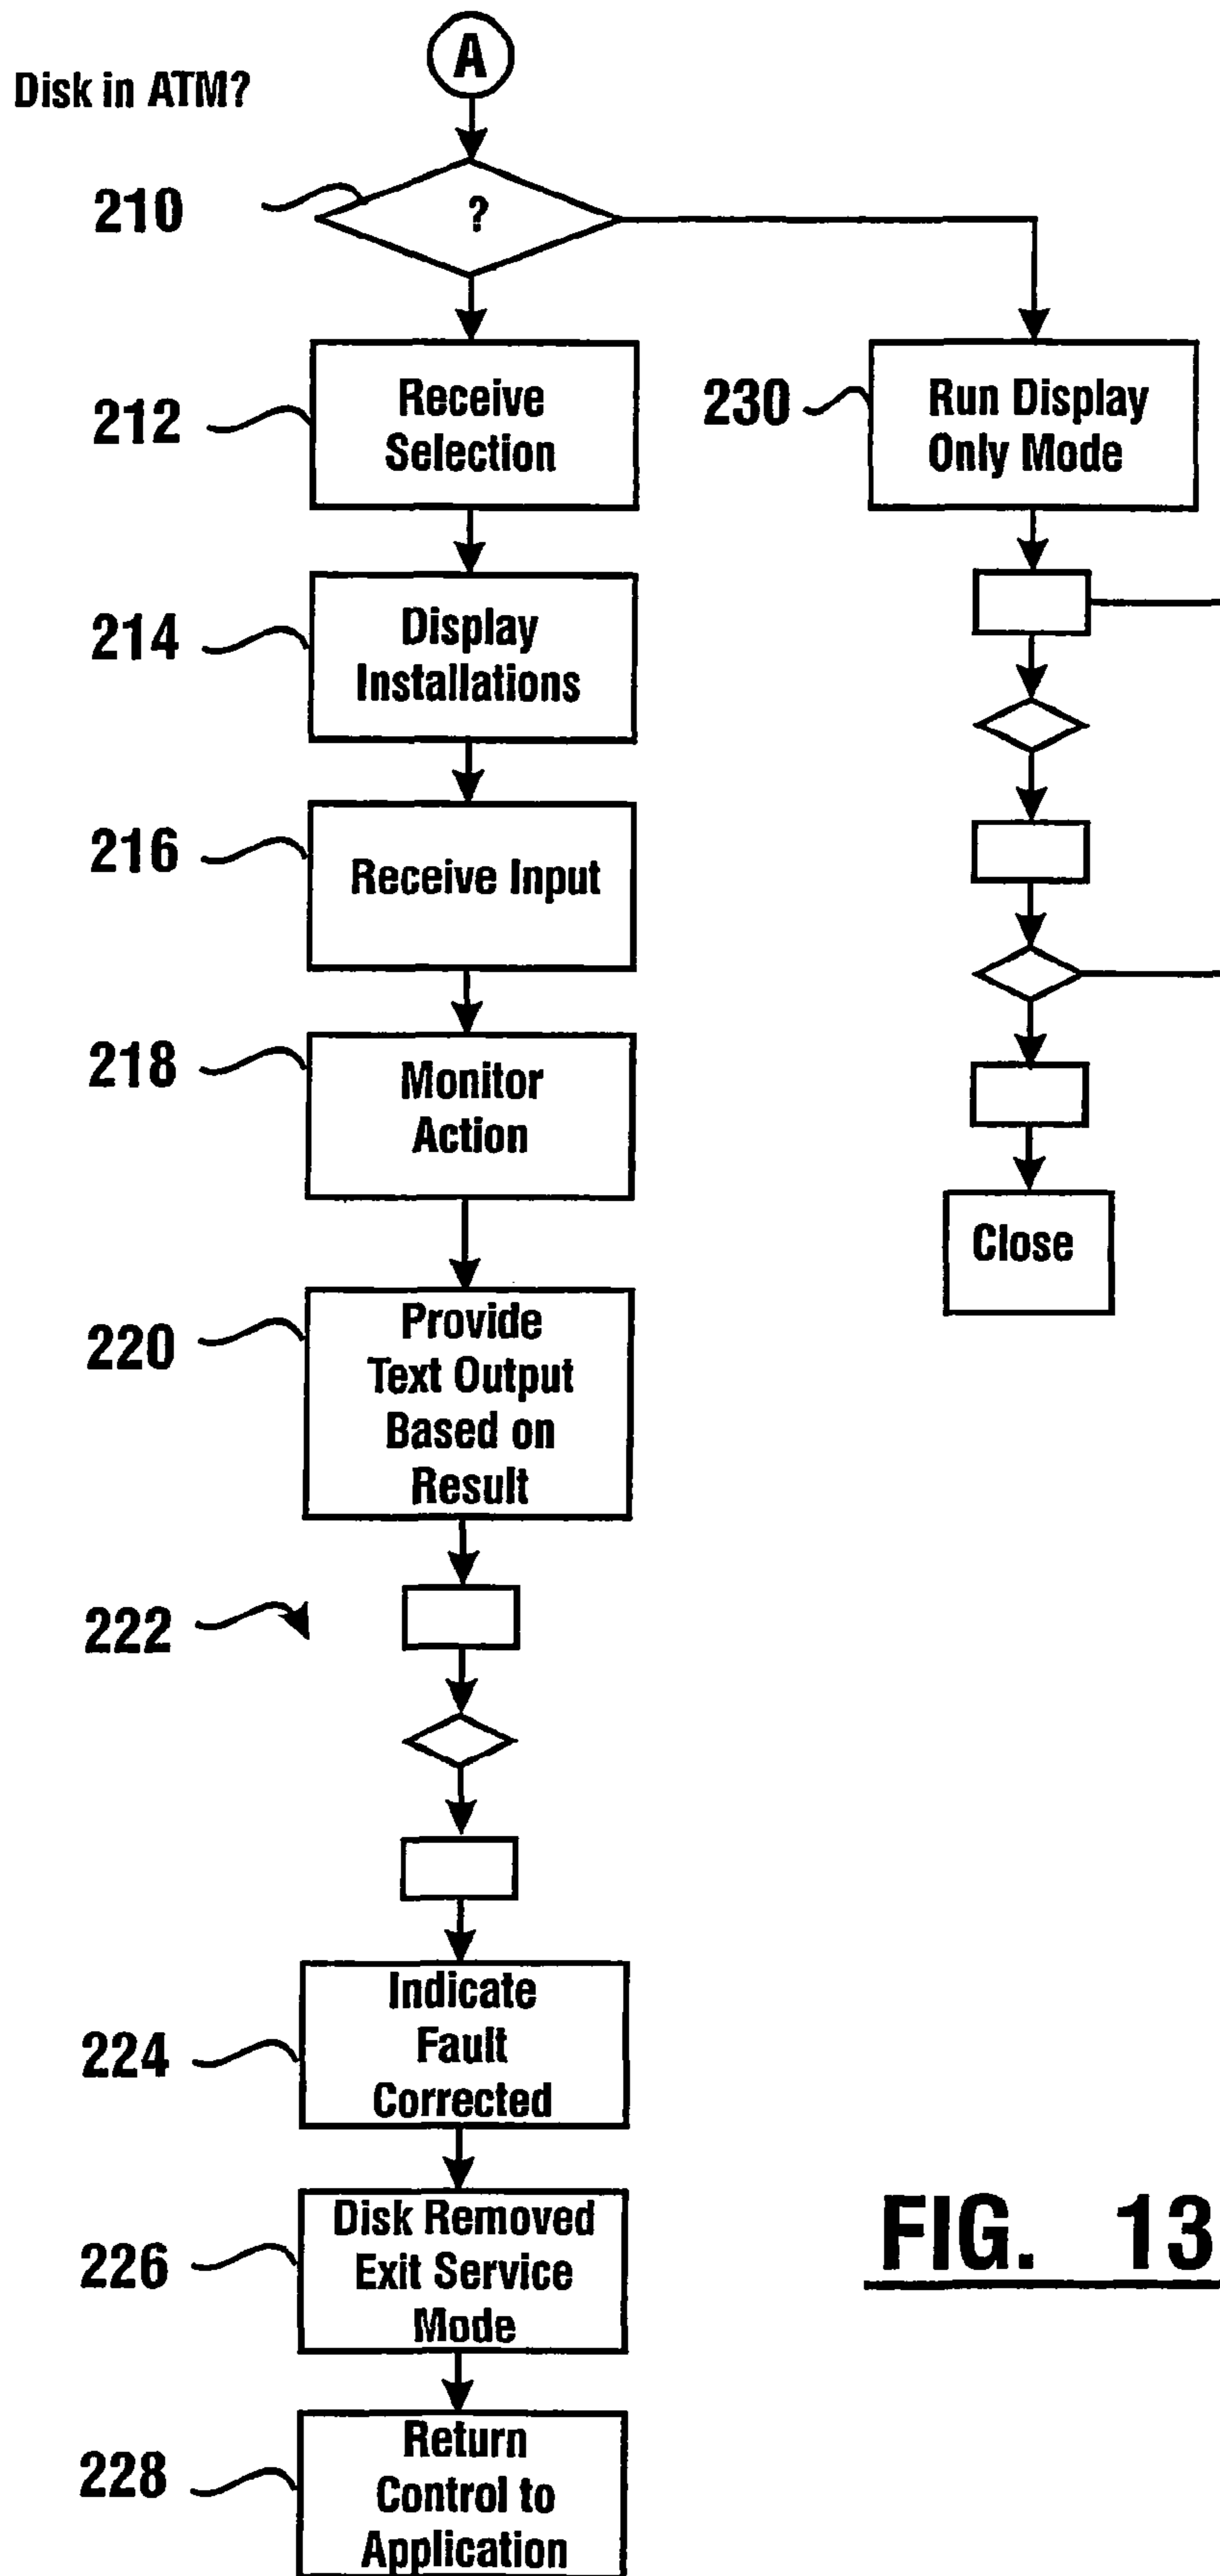 A
Disk in ATM?
210
?
212
Receive
Selection
230
Run Display
Only Mode
214
Display
Installations
216
Receive Input
218
Monitor
Action
Close
220
Provide
Text Output
Based on
Result
222
224
Indicate
Fault
Corrected
226
Disk Removed
Exit Service
Mode
FIG. 13
228
Return
Control to
Application